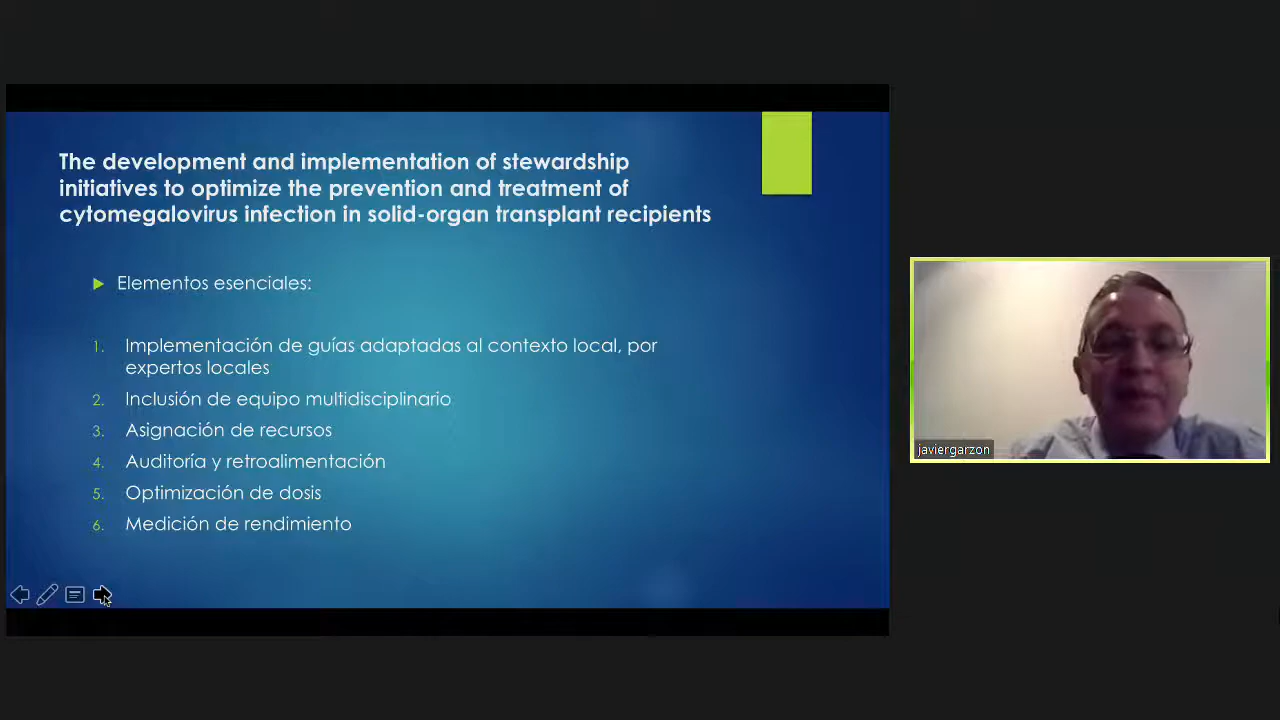 The development and implementation of stewardship
initiatives to optimize the prevention and treatment of
cytomegalovirus infection in solid-organ transplant recipients
Elementos esenciales:
1. Implementación de guías adaptadas al contexto local, por
expertos locales
2. Inclusión de equipo multidisciplinario
3. Asignación de recursos
4. Auditoría y retroalimentación
5. Optimización de dosis
6. Medición de rendimiento
javiergarzon